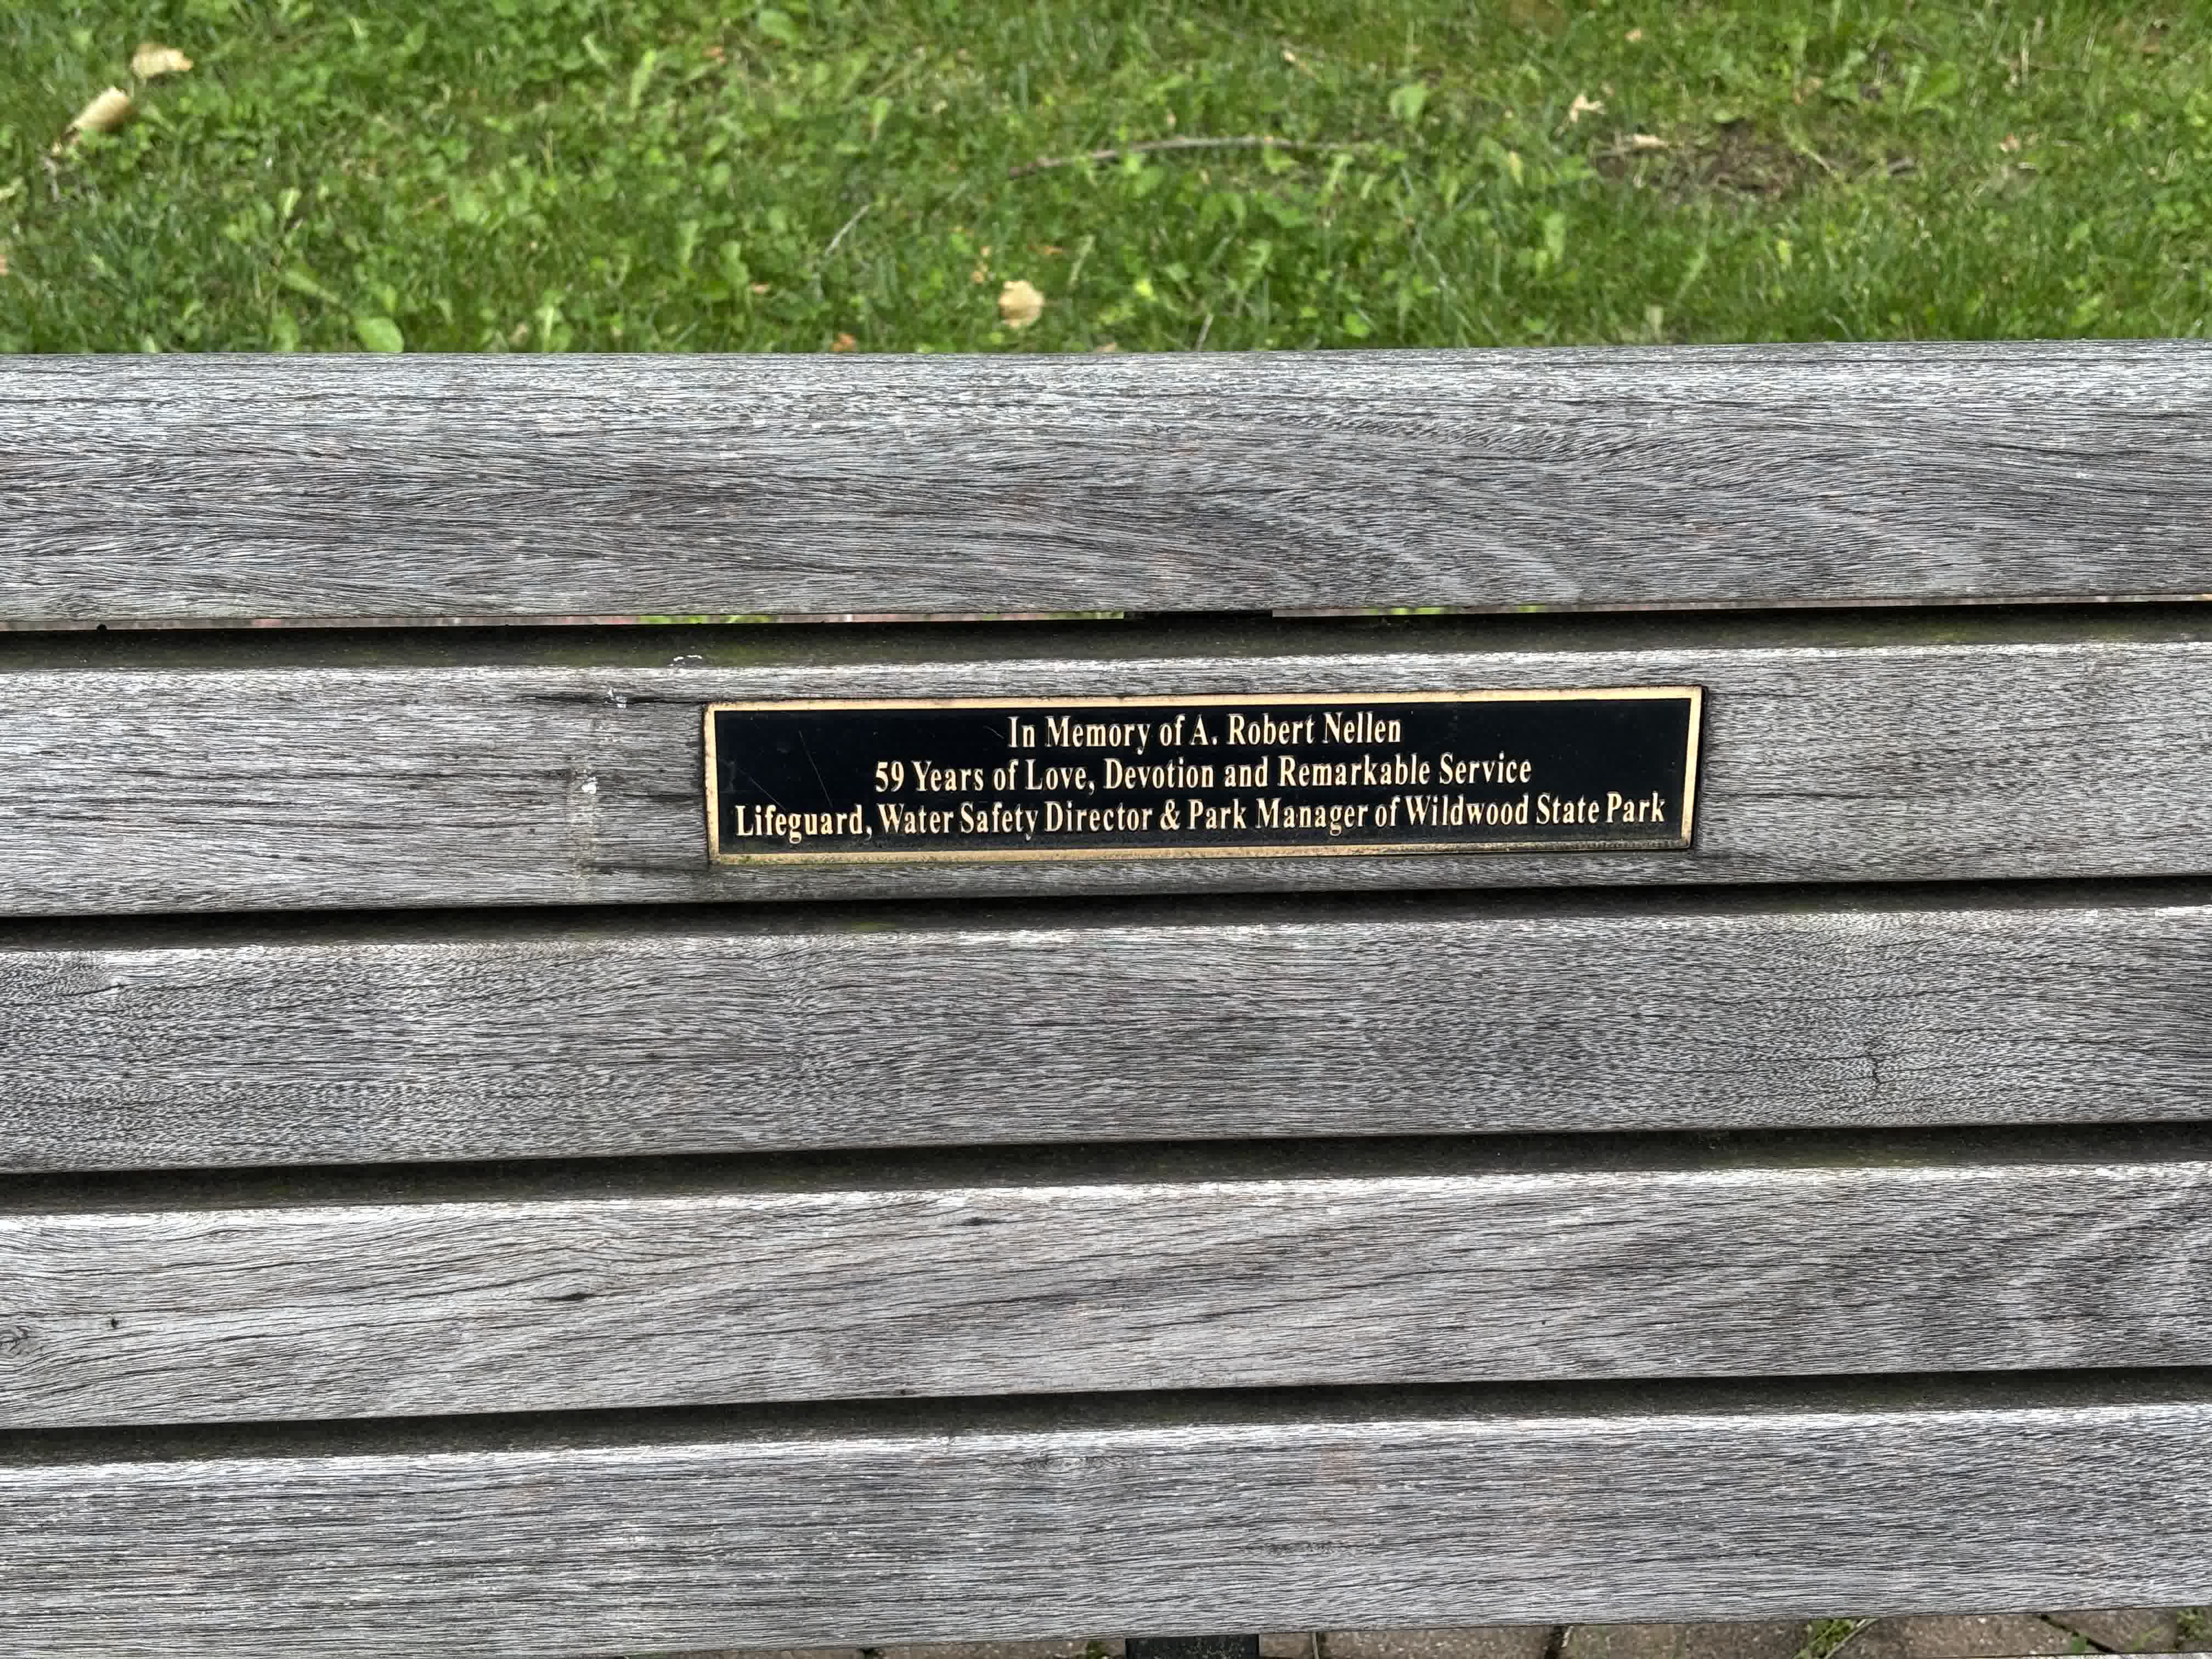 In Memory of A. Robert Nellen
59 Years of Love, Devotion and Remarkable Service
Lifeguard, Water Safety Director & Park Manager of Wildwood State Park